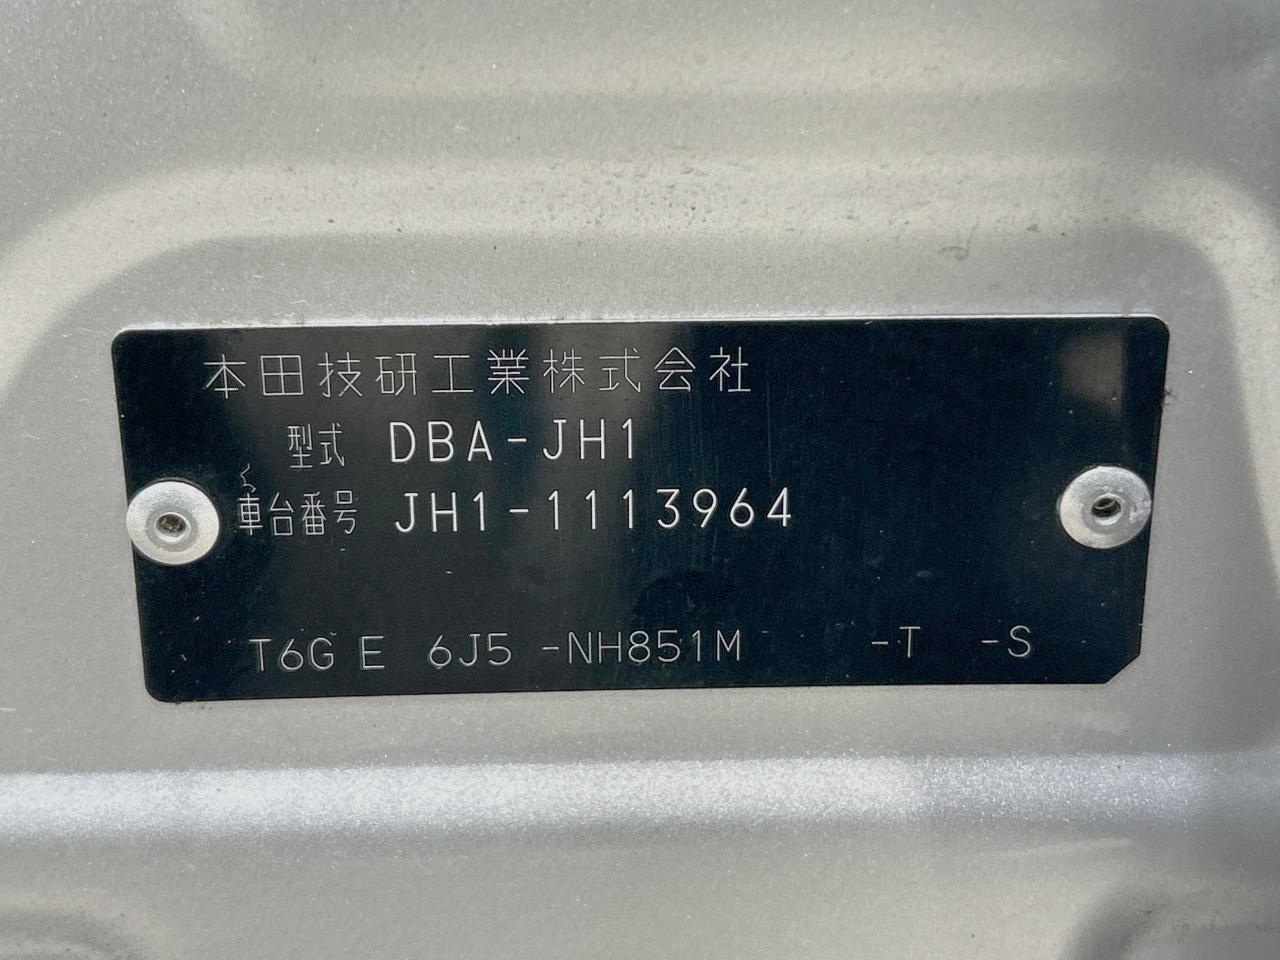 本田技研工業株式会社
型式 DBA-JH1
車台番号 JH1-1113964
T6G E 6J5 -NH851M -T -S